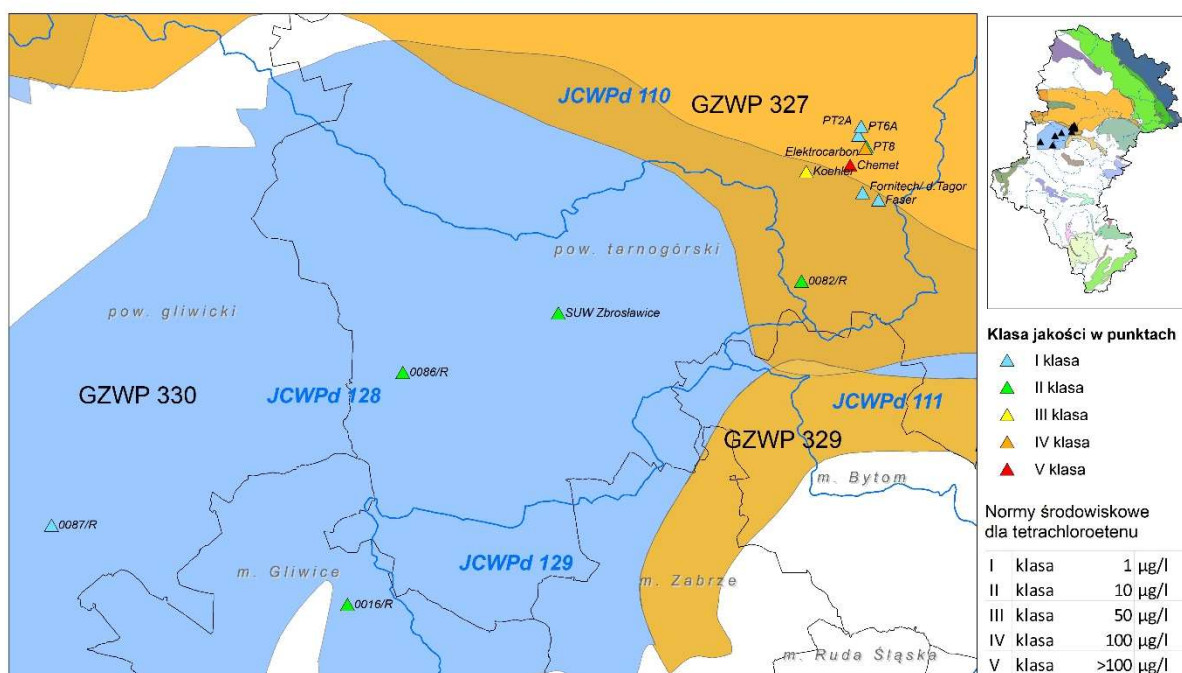 JCWPd 110
GZWP 327
PT2A
PT6A
Elektrocarbon
PT8
Chemet
Koehler
Fornitech/ d.Tagor
Faser
pow. tarnogórski
0082/R
pow. gliwicki
SUW Zbrosławice
0086/R
GZWP 330
JCWPd 128
JCWPd 111
GZWP 329
m. Bytom
0087/R
JCWPd 129
m. Gliwice
m. Zabrze
0016/R
m. Ruda Śląska
Klasa jakości w punktach
I klasa
II klasa
III klasa
IV klasa
V klasa
Normy środowiskowe
dla tetrachloroetenu
I klasa 1 µg/l
II klasa 10 µg/l
III klasa 50 µg/l
IV klasa 100 µg/l
V klasa >100 µg/l